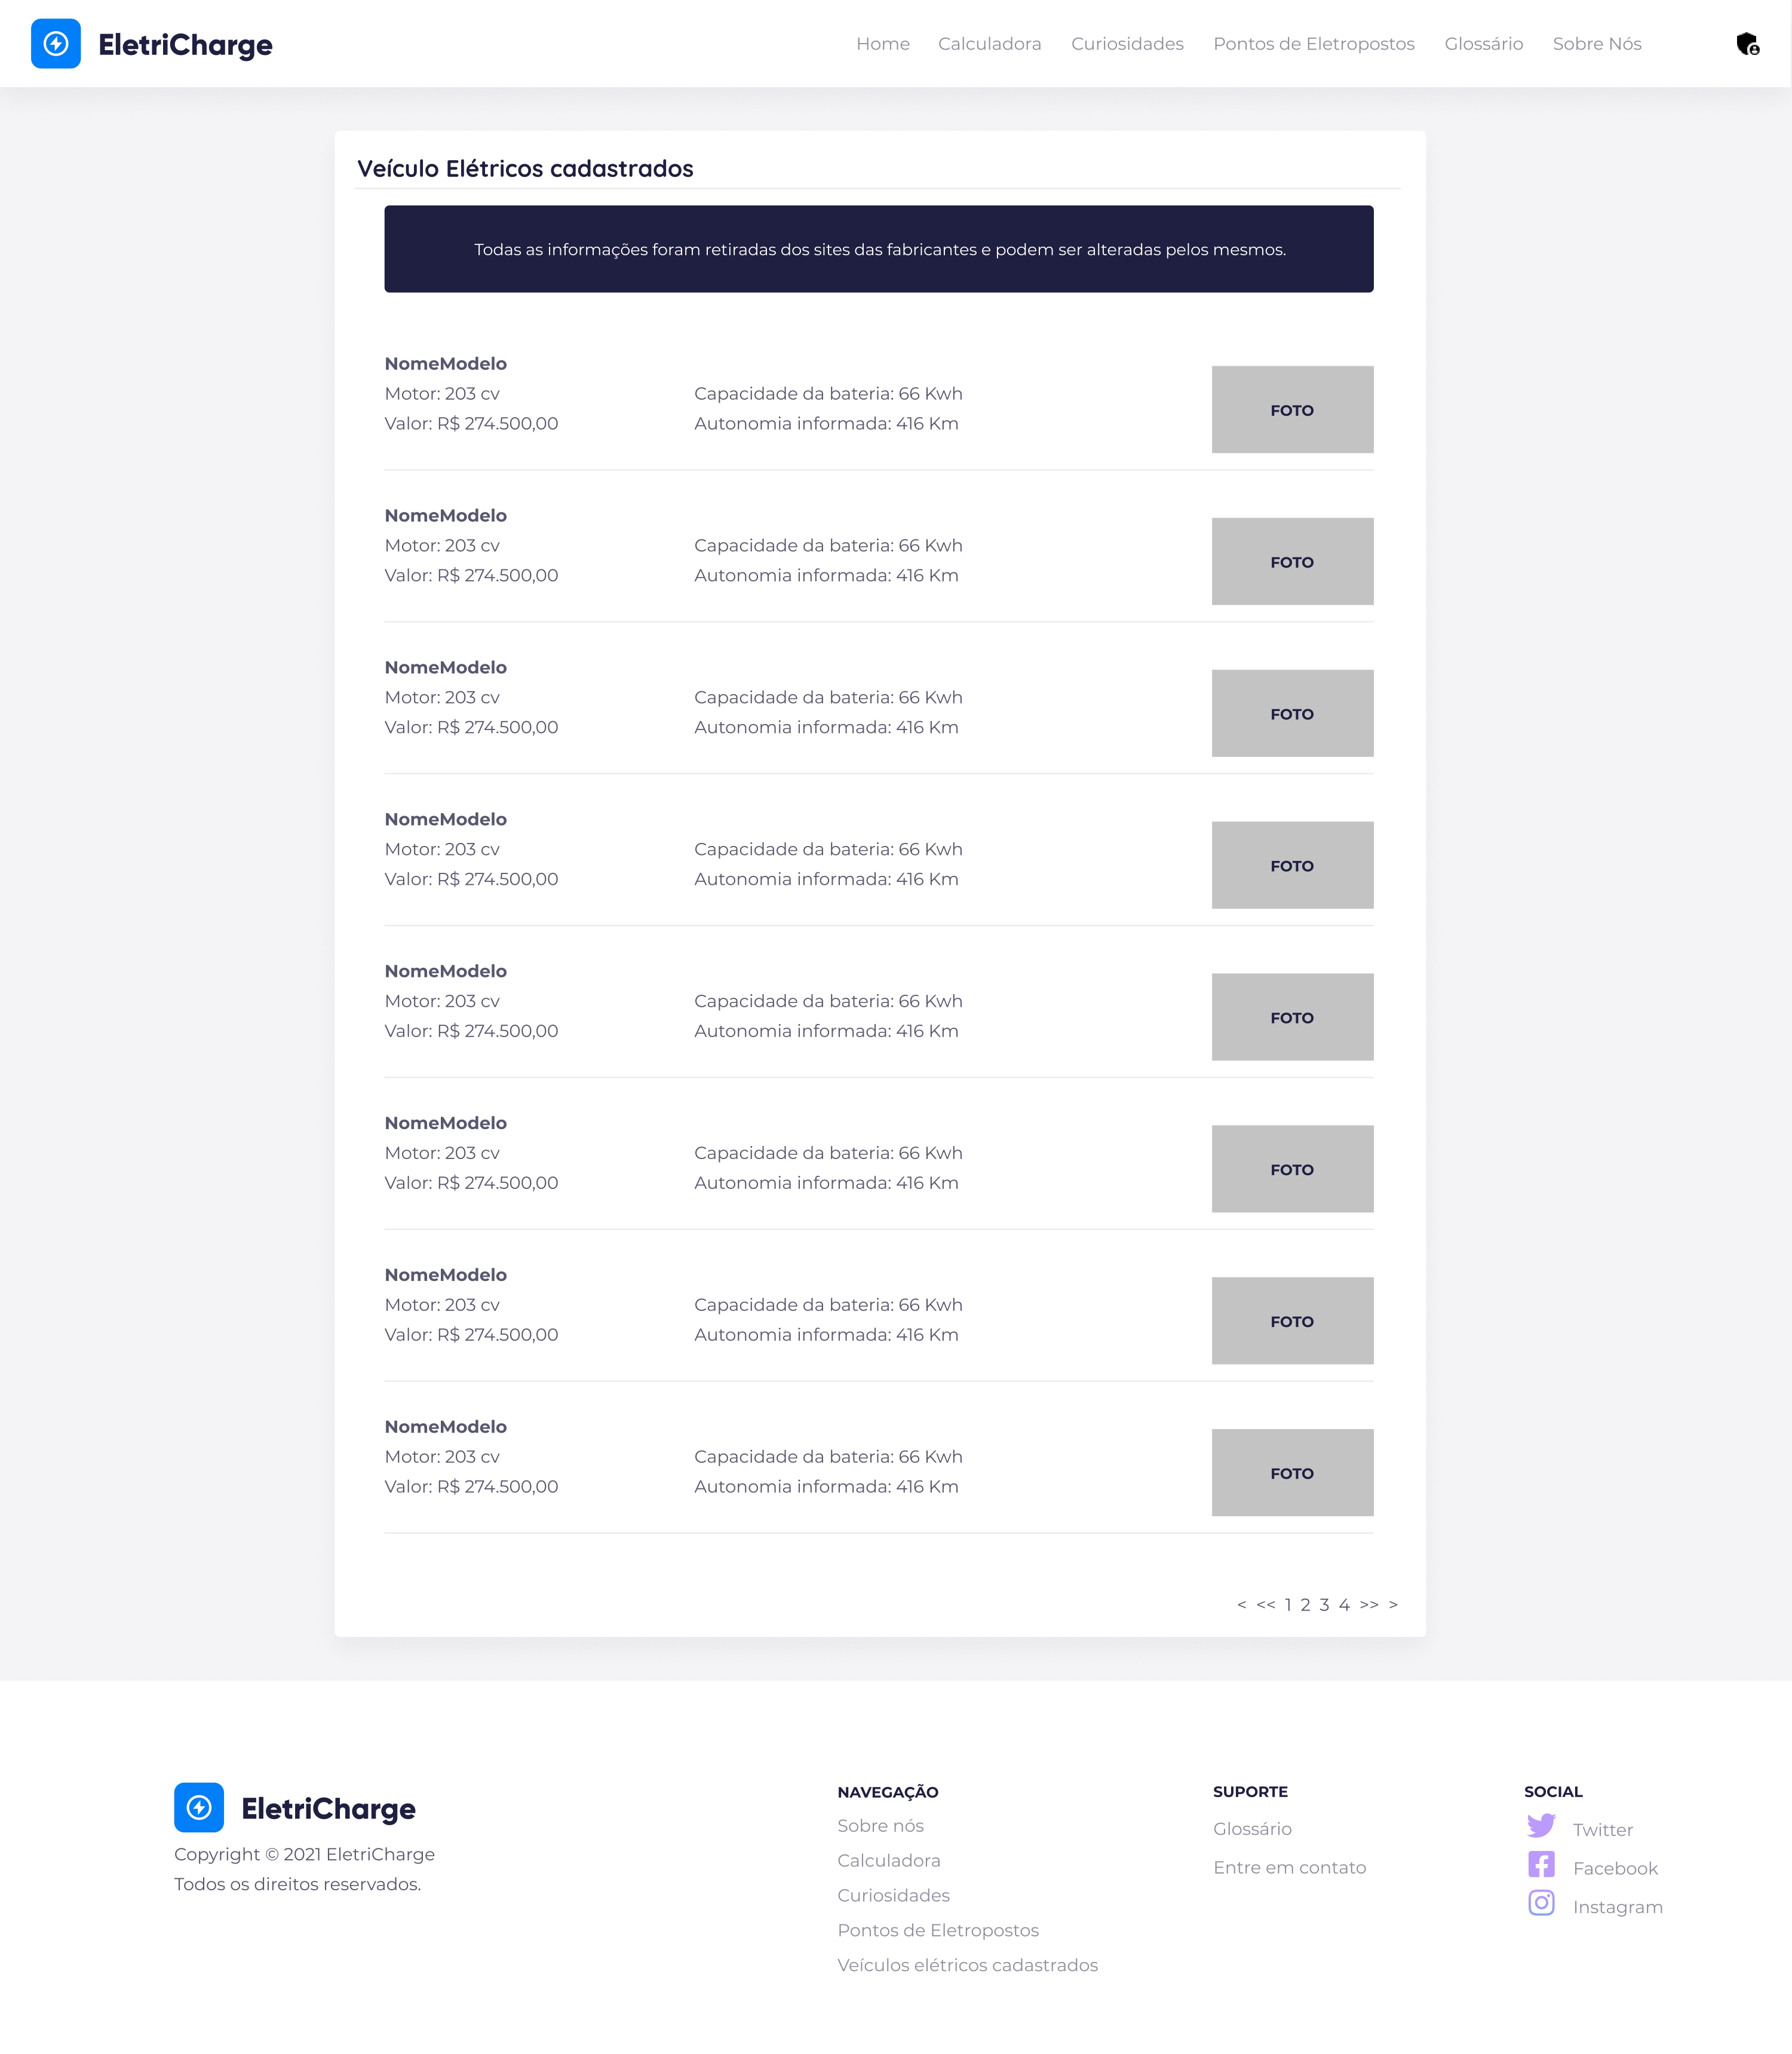 EletriCharge
Home Calculadora Curiosidades Pontos de Eletropostos Glossário Sobre Nós
Veículo Elétricos cadastrados
Todas as informações foram retiradas dos sites das fabricantes e podem ser alteradas pelos mesmos.
NomeModelo
Motor: 203 cv Capacidade da bateria: 66 Kwh
Valor: R$ 274.500,00 Autonomia informada: 416 Km
FOTO
NomeModelo
Motor: 203 cv Capacidade da bateria: 66 Kwh
Valor: R$ 274.500,00 Autonomia informada: 416 Km
FOTO
NomeModelo
Motor: 203 cv Capacidade da bateria: 66 Kwh
Valor: R$ 274.500,00 Autonomia informada: 416 Km
FOTO
NomeModelo
Motor: 203 cv Capacidade da bateria: 66 Kwh
Valor: R$ 274.500,00 Autonomia informada: 416 Km
FOTO
NomeModelo
Motor: 203 cv Capacidade da bateria: 66 Kwh
Valor: R$ 274.500,00 Autonomia informada: 416 Km
FOTO
NomeModelo
Motor: 203 cv Capacidade da bateria: 66 Kwh
Valor: R$ 274.500,00 Autonomia informada: 416 Km
FOTO
NomeModelo
Motor: 203 cv Capacidade da bateria: 66 Kwh
Valor: R$ 274.500,00 Autonomia informada: 416 Km
FOTO
NomeModelo
Motor: 203 cv Capacidade da bateria: 66 Kwh
Valor: R$ 274.500,00 Autonomia informada: 416 Km
FOTO
< << 1 2 3 4 >> >
EletriCharge
Copyright © 2021 EletriCharge
Todos os direitos reservados.
NAVEGAÇÃO
Sobre nós
Calculadora
Curiosidades
Pontos de Eletropostos
Veículos elétricos cadastrados
SUPORTE
Glossário
Entre em contato
SOCIAL
Twitter
Facebook
Instagram